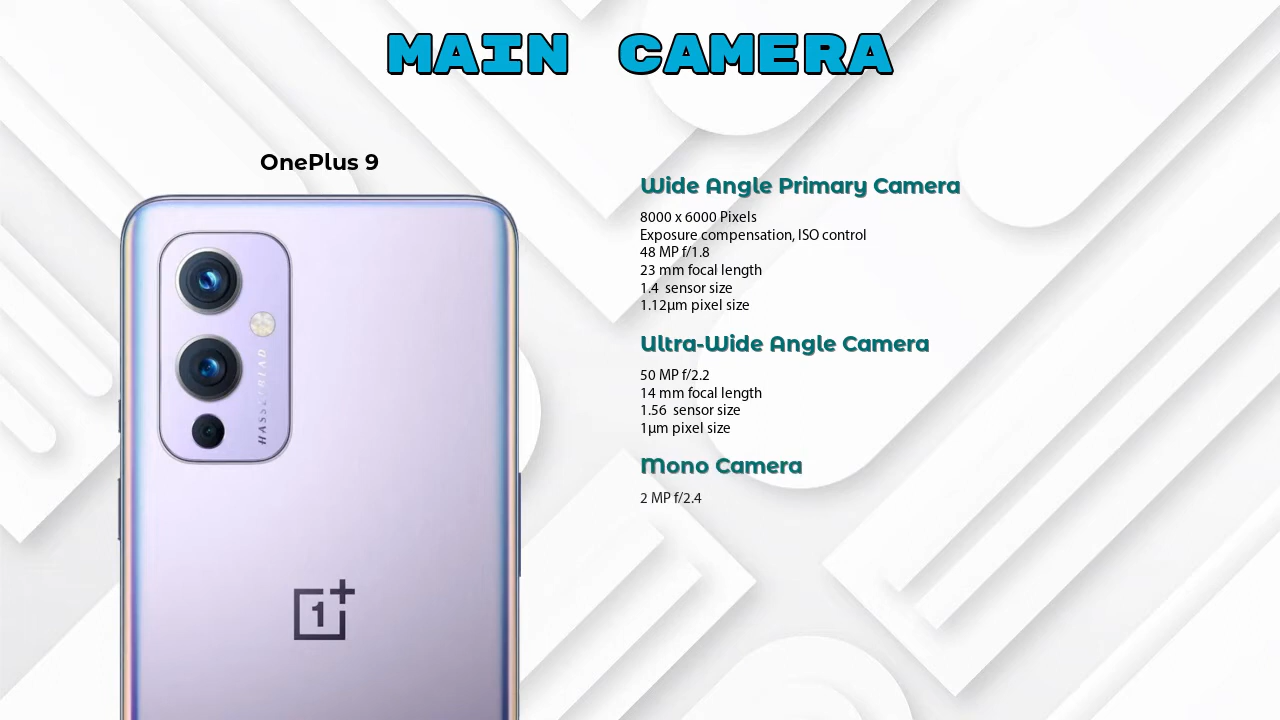 MAIN CAMERA
OnePlus 9
Wide Angle Primary Camera
8000 x 6000 Pixels
Exposure compensation, ISO control
48 MP f/1.8
23 mm focal length
1.4  sensor size
1.12µm pixel size
Ultra-Wide Angle Camera
50 MP f/2.2
14 mm focal length
1.56  sensor size
1µm pixel size
Mono Camera
2 MP f/2.4
HASSELBLAD
1+